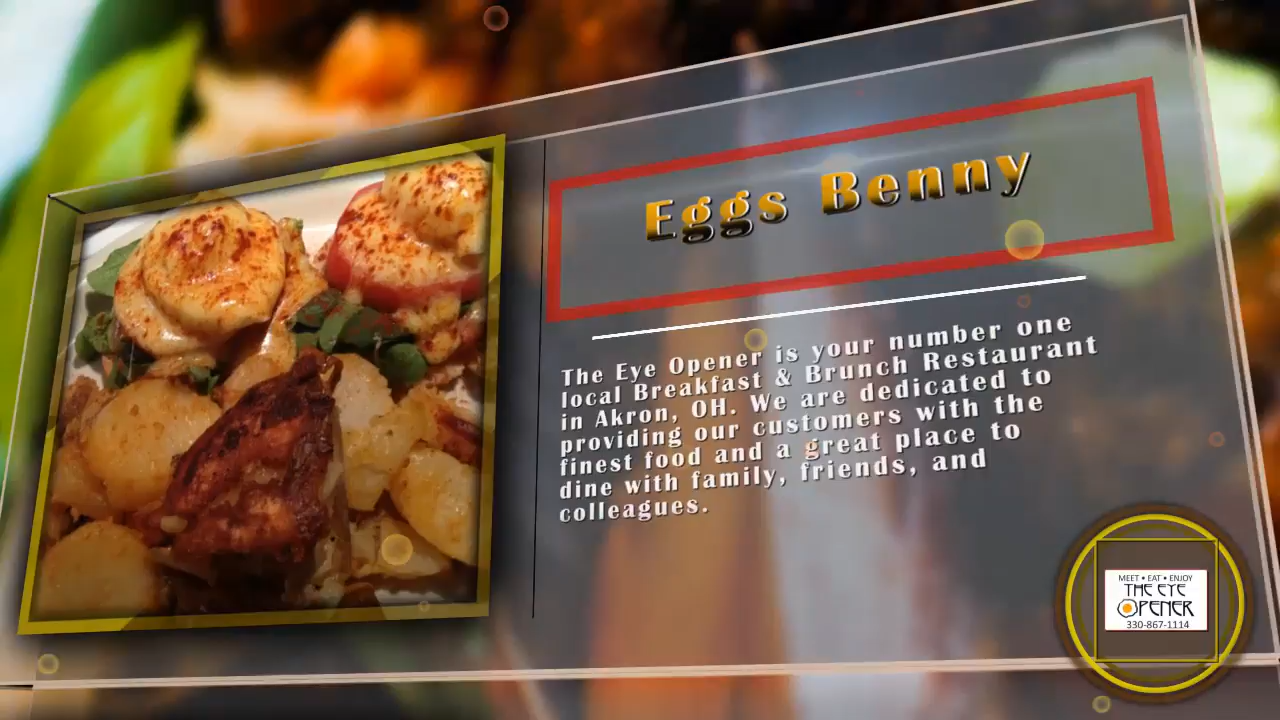 Eggs Benny
The Eye Opener is your number one
local Breakfast & Brunch Restaurant
in Akron, OH. We are dedicated to
providing our customers with the
finest food and a great place to
dine with family, friends, and
colleagues.
MEET • EAT • ENJOY
THE EYE
OPENER
330-867-1114